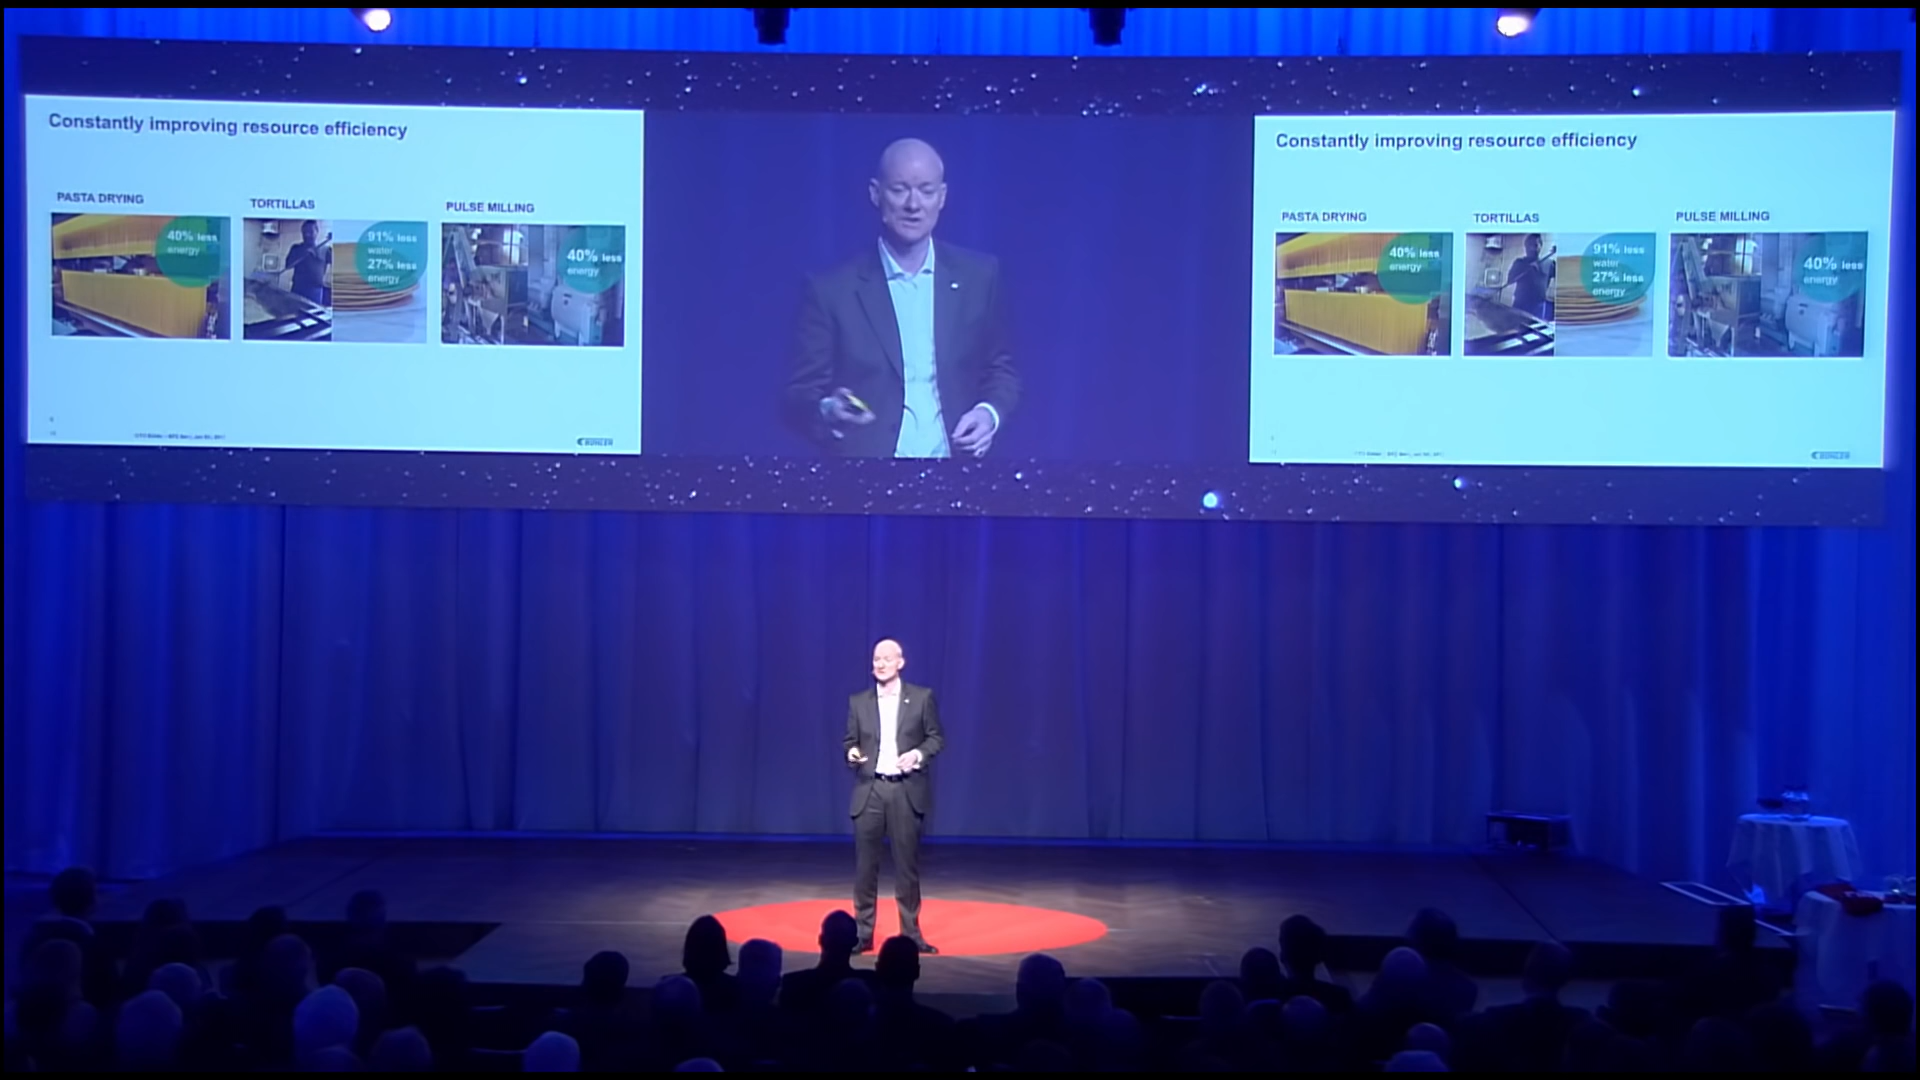 Constantly improving resource efficiency
PASTA DRYING
TORTILLAS
PULSE MILLING
40% less
energy
91% less
water
27% less
energy
40% less
energy
BUHLER
Constantly improving resource efficiency
PASTA DRYING
TORTILLAS
PULSE MILLING
40% less
energy
91% less
water
27% less
energy
40% less
energy
BUHLER